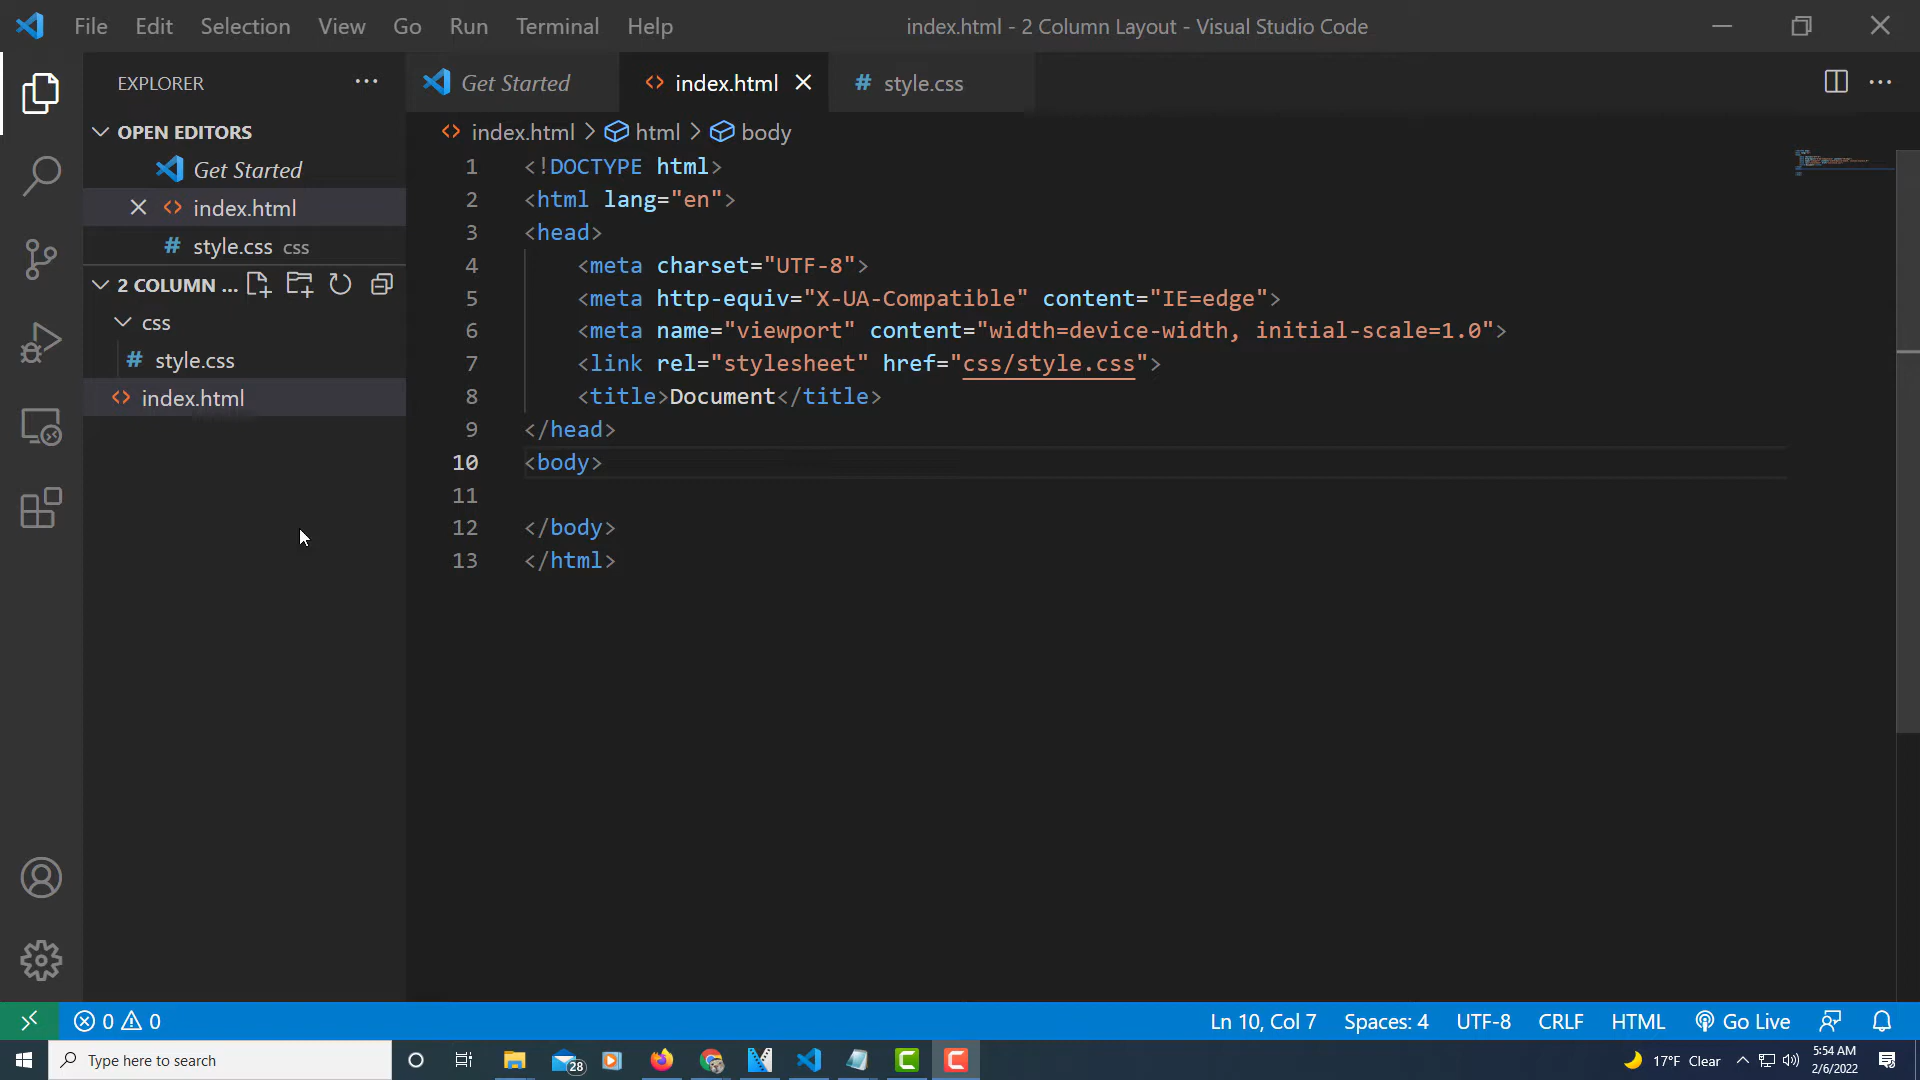 File Edit Selection View Go Run Terminal Help index.html - 2 Column Layout - Visual Studio Code
EXPLORER
Get Started index.html style.css
OPEN EDITORS
Get Started
index.html
style.css css
2 COLUMN ...
css
style.css
index.html
index.html > html > body
1 <!DOCTYPE html>
2 <html lang="en">
3 <head>
4 <meta charset="UTF-8">
5 <meta http-equiv="X-UA-Compatible" content="IE=edge">
6 <meta name="viewport" content="width=device-width, initial-scale=1.0">
7 <link rel="stylesheet" href="css/style.css">
8 <title>Document</title>
9 </head>
10 <body>
11
12 </body>
13 </html>
0 0 Ln 10, Col 7 Spaces: 4 UTF-8 CRLF HTML Go Live
Type here to search 28 17°F Clear 5:54 AM
2/6/2022